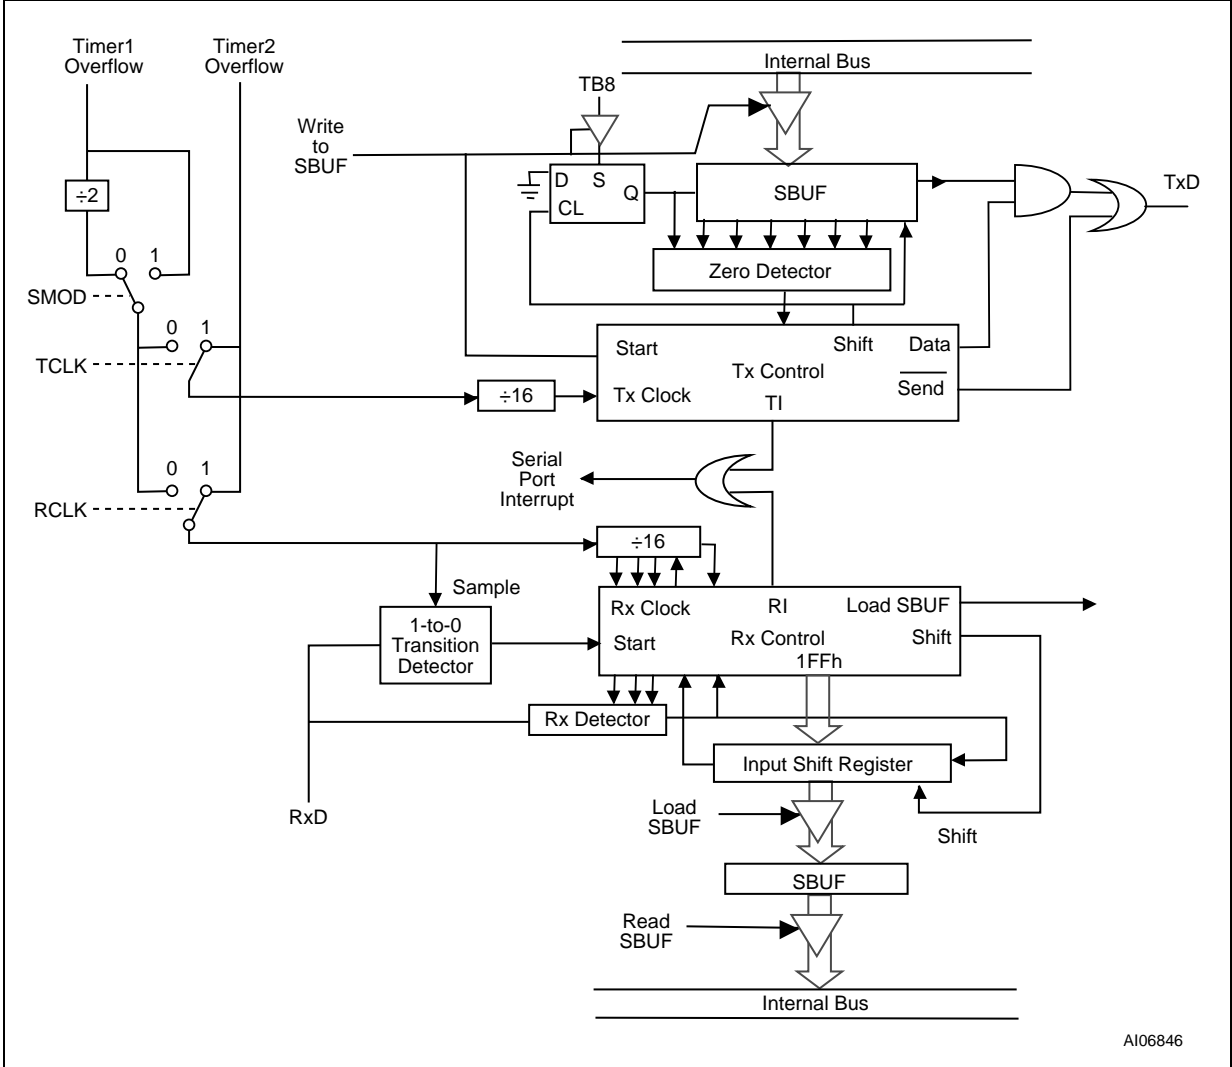 Timer1
Overflow
Timer2
Overflow
Internal Bus
TB8
Write
to
SBUF
D
S
Q
CL
SBUF
TxD
÷2
0
1
Zero Detector
SMOD
0
1
TCLK
Start
Shift
Data
Tx Control
Send
Tx Clock
TI
÷16
0
1
Serial
Port
Interrupt
RCLK
÷16
Sample
Rx Clock
RI
Load SBUF
1-to-0
Transition
Detector
Start
Rx Control
Shift
1FFh
Rx Detector
Input Shift Register
RxD
Load
SBUF
Shift
SBUF
Read
SBUF
Internal Bus
AI06846